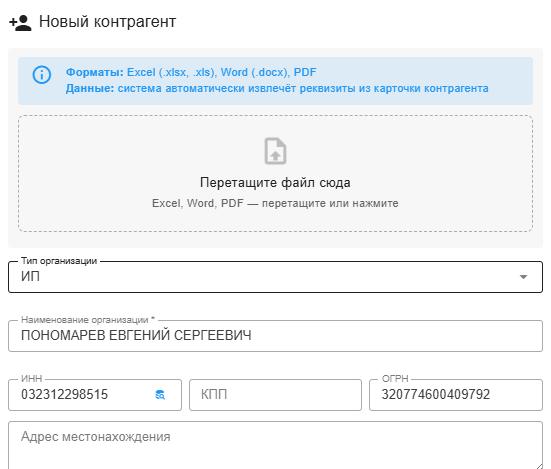 Новый контрагент
Форматы: Excel (.xlsx, .xls), Word (.docx), PDF
Данные: система автоматически извлечёт реквизиты из карточки контрагента
Перетащите файл сюда
Excel, Word, PDF — перетащите или нажмите
Тип организации
ИП
Наименование организации *
ПОНОМАРЕВ ЕВГЕНИЙ СЕРГЕЕВИЧ
ИНН
032312298515
КПП
ОГРН
320774600409792
Адрес местонахождения